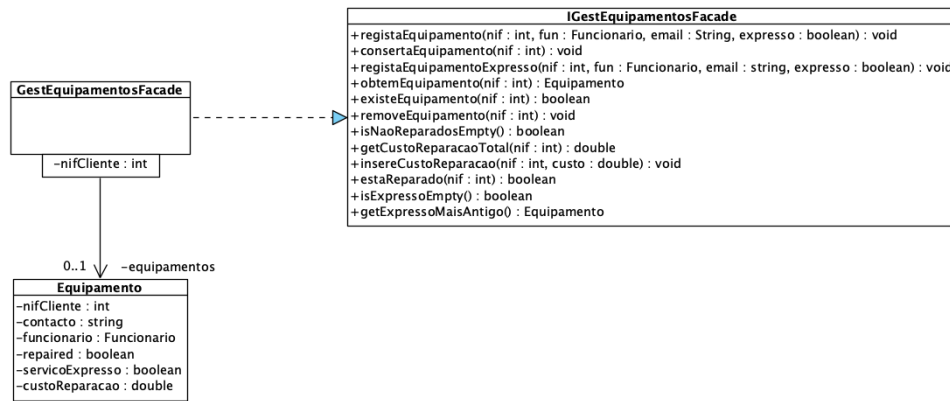 IGestEquipamentosFacade
+registaEquipamento(nif : int, fun : Funcionario, email : String, expresso : boolean) : void
+consertaEquipamento(nif : int) : void
+registaEquipamentoExpresso(nif : int, fun : Funcionario, email : string, expresso : boolean) : void
+obtemEquipamento(nif : int) : Equipamento
+existeEquipamento(nif : int) : boolean
+removeEquipamento(nif : int) : void
+isNaoReparadosEmpty() : boolean
+getCustoReparacaoTotal(nif : int) : double
+insereCustoReparacao(nif : int, custo : double) : void
+estaReparado(nif : int) : boolean
+isExpressoEmpty() : boolean
+getExpressoMaisAntigo() : Equipamento
GestEquipamentosFacade
-nifCliente : int
0..1 -equipamentos
Equipamento
-nifCliente : int
-contacto : string
-funcionario : Funcionario
-repaired : boolean
-servicoExpresso : boolean
-custoReparacao : double